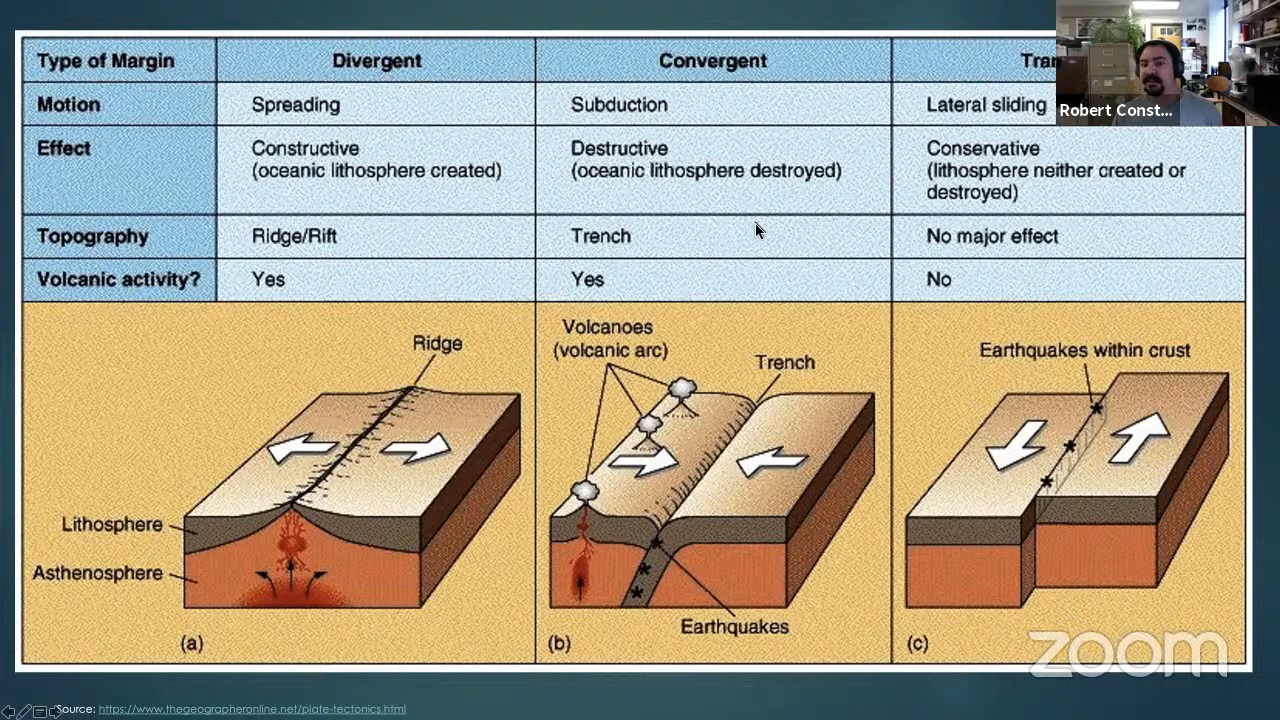 Type of Margin Divergent Convergent
Motion Spreading Subduction Lateral sliding
Robert Const...
Effect Constructive Destructive Conservative
(oceanic lithosphere created) (oceanic lithosphere destroyed) (lithosphere neither created or
destroyed)
Topography Ridge/Rift Trench No major effect
Volcanic activity? Yes Yes No
Ridge
Volcanoes
(volcanic arc)
Trench
Earthquakes within crust
Lithosphere
Asthenosphere
Earthquakes
(a) (b) (c)
zoom
Source: https://www.thegeographeronline.net/plate-tectonics.html